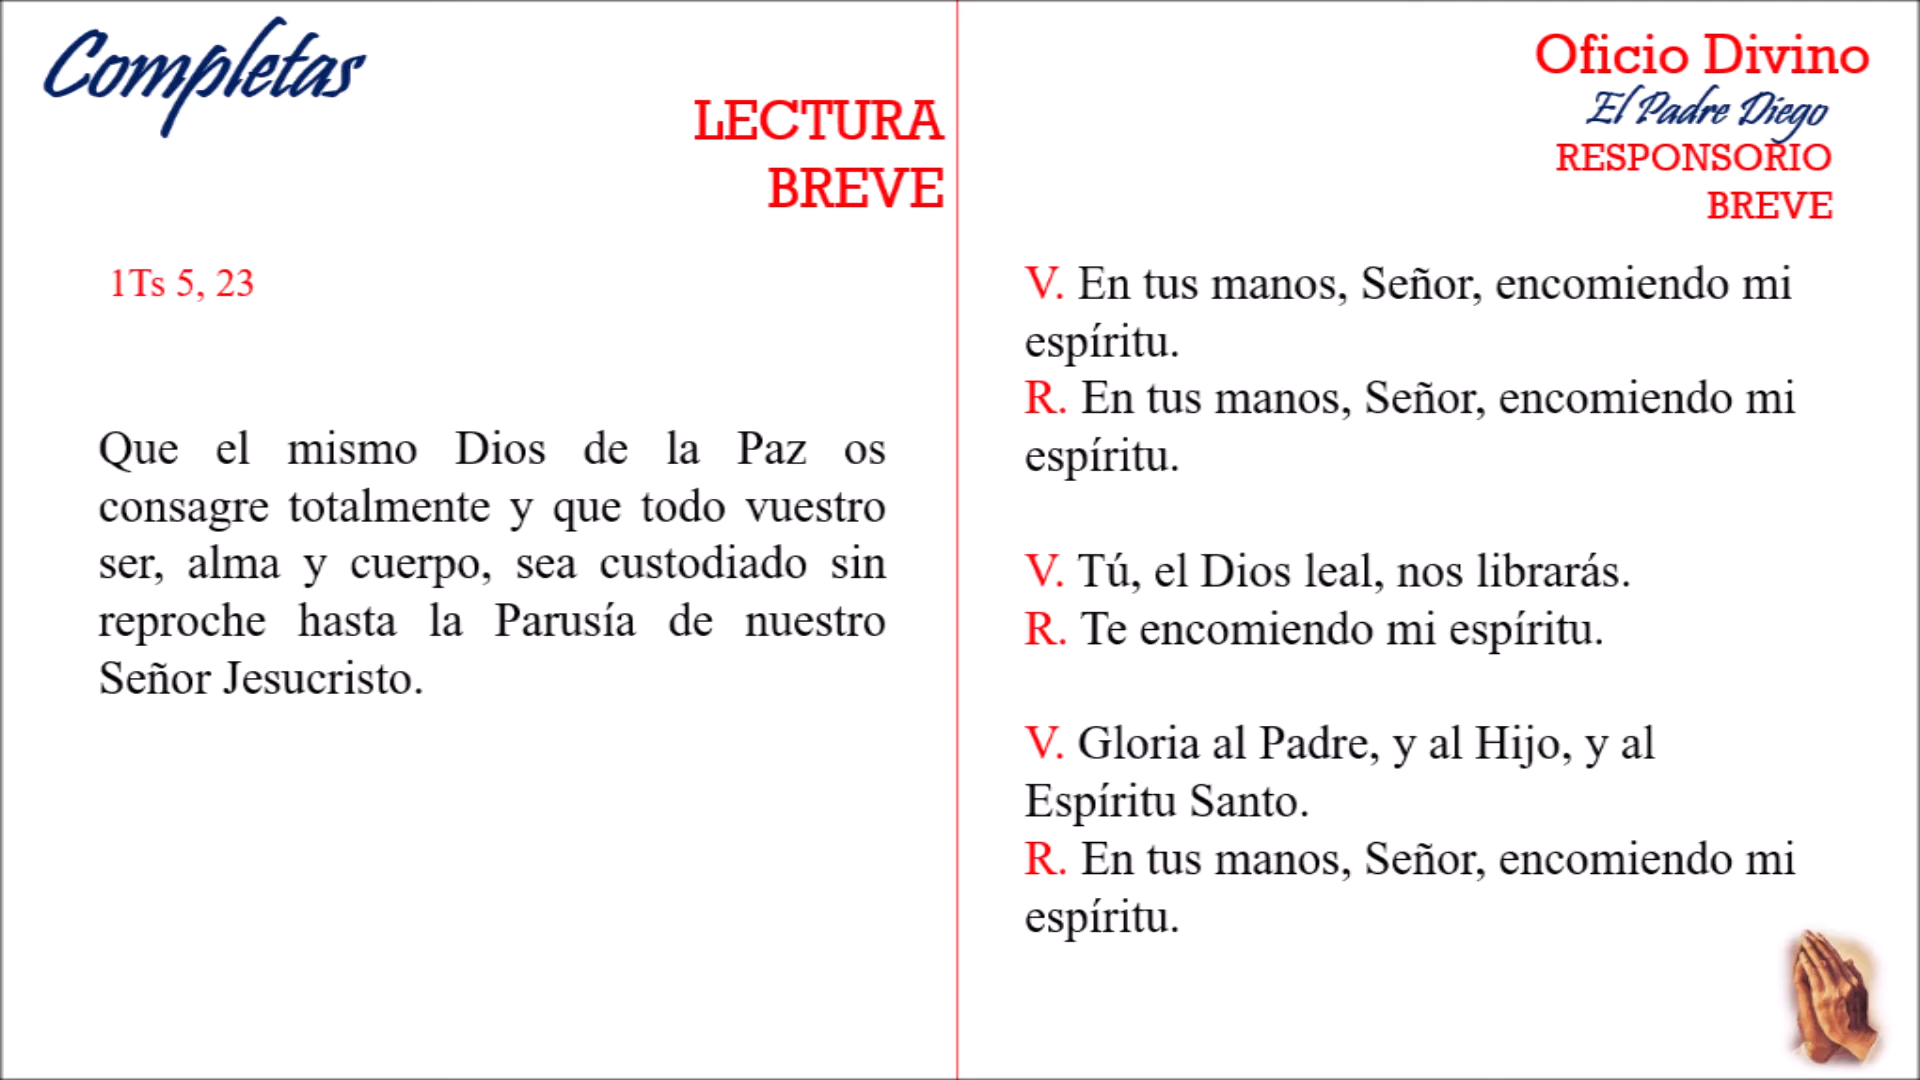 Completas
LECTURA
BREVE
1Ts 5, 23
Que el mismo Dios de la Paz os
consagre totalmente y que todo vuestro
ser, alma y cuerpo, sea custodiado sin
reproche hasta la Parusía de nuestro
Señor Jesucristo.
Oficio Divino
El Padre Diego
RESPONSORIO
BREVE
V. En tus manos, Señor, encomiendo mi
espíritu.
R. En tus manos, Señor, encomiendo mi
espíritu.
V. Tú, el Dios leal, nos librarás.
R. Te encomiendo mi espíritu.
V. Gloria al Padre, y al Hijo, y al
Espíritu Santo.
R. En tus manos, Señor, encomiendo mi
espíritu.